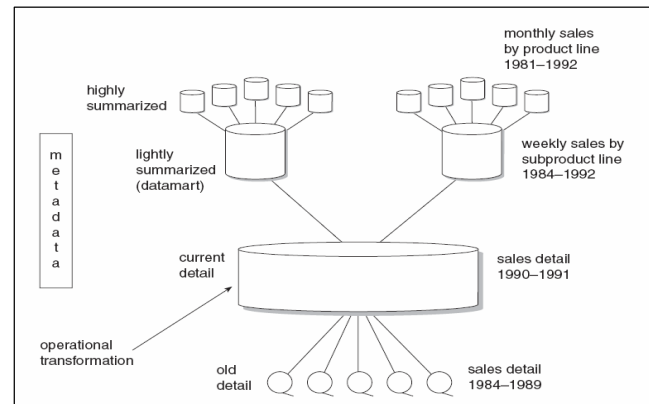 monthly sales
by product line
1981–1992
highly
summarized
metadata
lightly
summarized
(datamart)
weekly sales by
subproduct line
1984–1992
current
detail
sales detail
1990–1991
operational
transformation
old
detail
sales detail
1984–1989